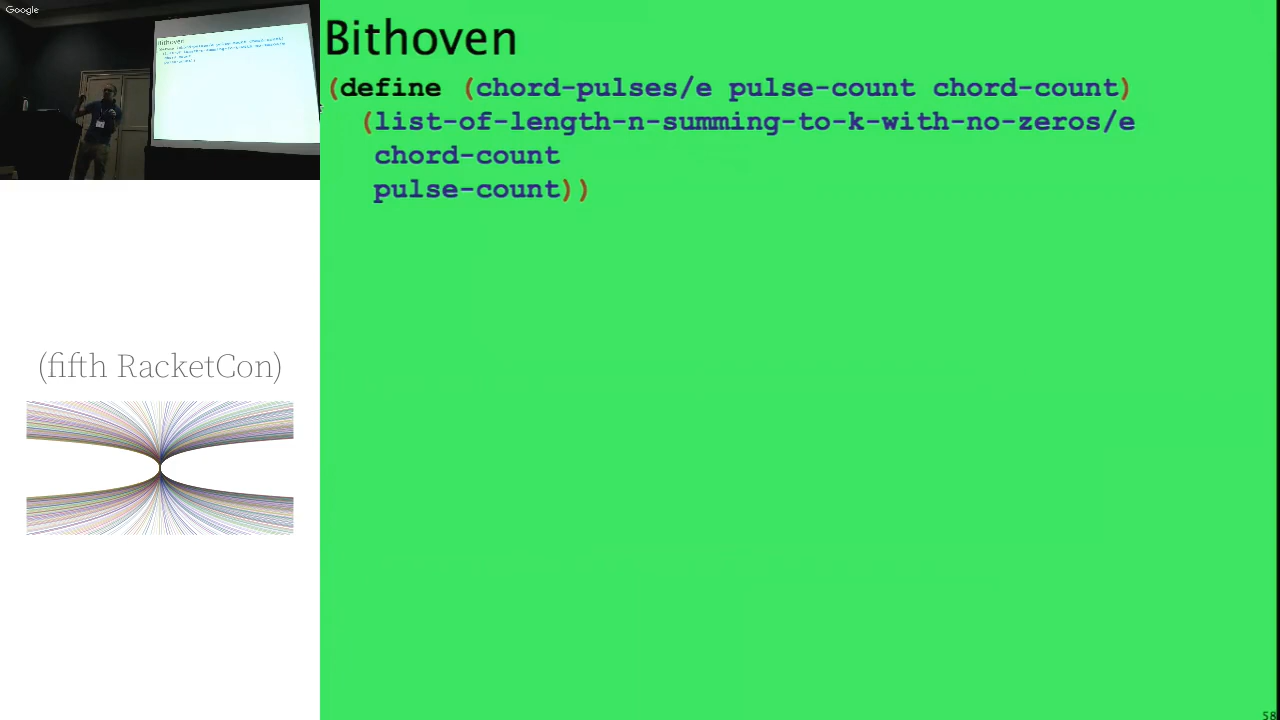 Google
Bithoven
(define (chord-pulses/e pulse-count chord-count)
(list-of-length-n-summing-to-k-with-no-zeros/e
chord-count
pulse-count))
(fifth RacketCon)
58